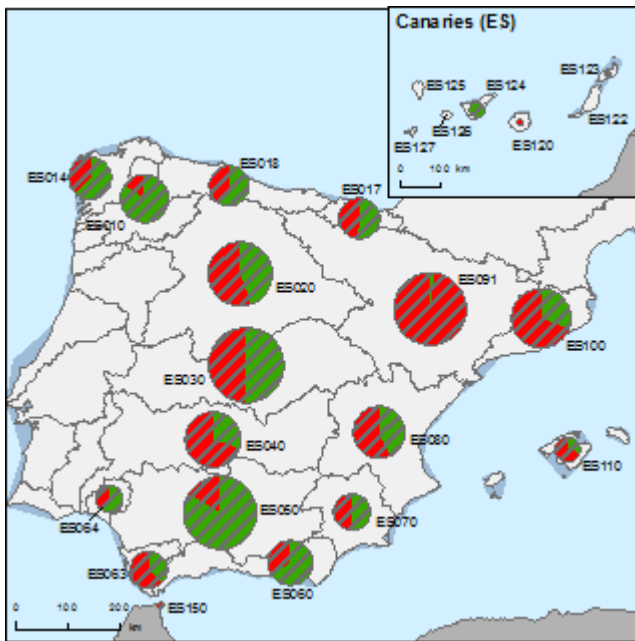 Canaries (ES)
ES123
ES125
ES124
ES126
ES122
ES127
ES120
0 100 km
ES018
ES014
ES017
ES010
ES091
ES020
ES100
ES030
ES040
ES080
ES110
ES050
ES064
ES070
ES063
ES060
ES150
0 100 200
km